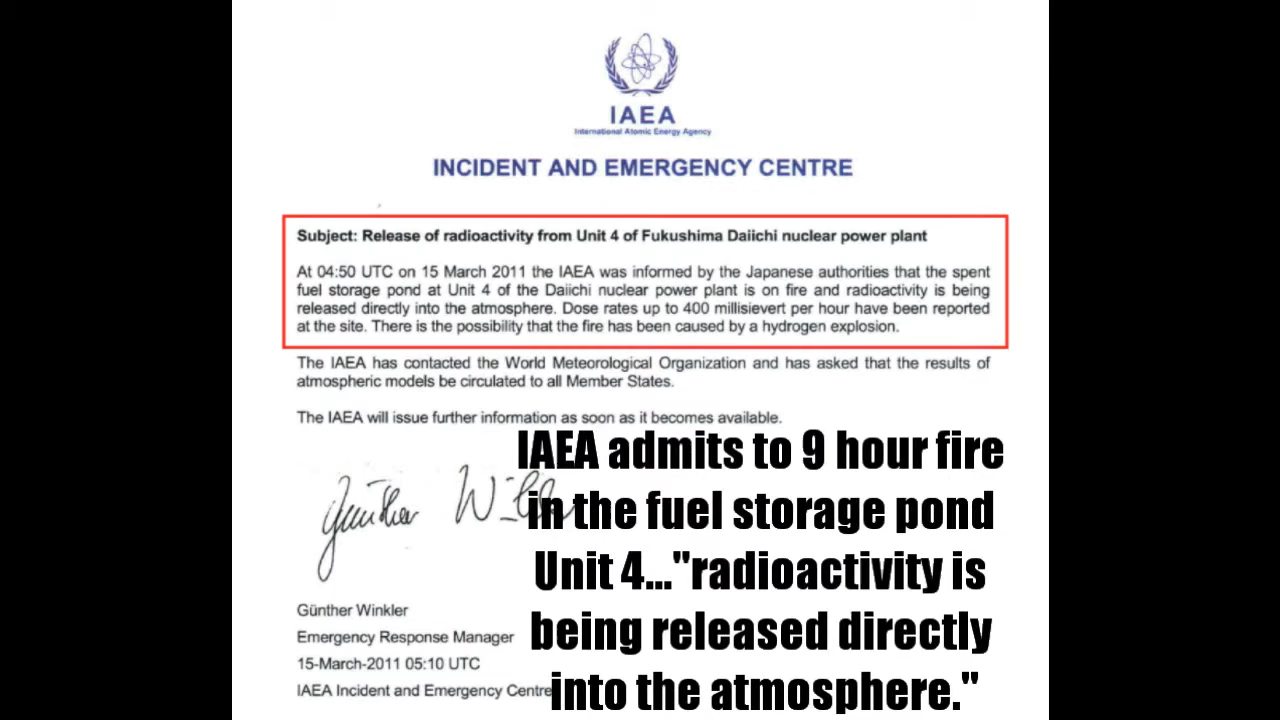 IAEA
International Atomic Energy Agency
INCIDENT AND EMERGENCY CENTRE
Subject: Release of radioactivity from Unit 4 of Fukushima Daiichi nuclear power plant
At 04:50 UTC on 15 March 2011 the IAEA was informed by the Japanese authorities that the spent
fuel storage pond at Unit 4 of the Daiichi nuclear power plant is on fire and radioactivity is being
released directly into the atmosphere. Dose rates up to 400 millisievert per hour have been reported
at the site. There is the possibility that the fire has been caused by a hydrogen explosion.
The IAEA has contacted the World Meteorological Organization and has asked that the results of
atmospheric models be circulated to all Member States.
The IAEA will issue further information as soon as it becomes available.
IAEA admits to 9 hour fire
in the fuel storage pond
Unit 4..."radioactivity is
being released directly
into the atmosphere."
Günther
Günther Winkler
Emergency Response Manager
15-March-2011 05:10 UTC
IAEA Incident and Emergency Centre